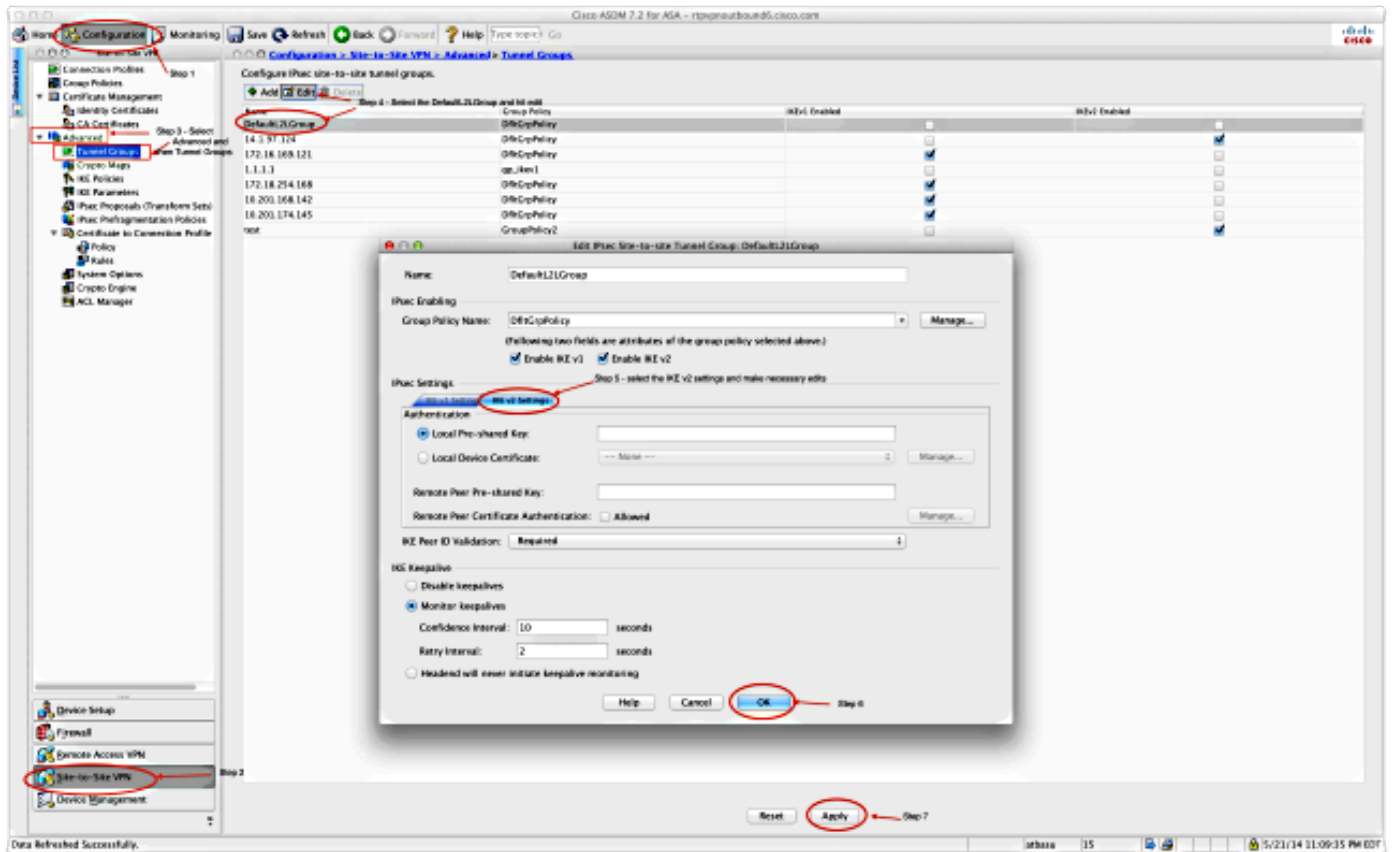 Cisco ASDM 7.2 for ASA - rtpvpnoutbound6.cisco.com
Home Configuration Monitoring Save Refresh Back Forward Help Type topic Go
cisco
Device List
Site-to-Site VPN
Connection Profiles
Group Policies
Certificate Management
Identity Certificates
CA Certificates
Advanced
Tunnel Groups
Crypto Maps
IKE Policies
IKE Parameters
IPsec Proposals (Transform Sets)
IPsec Prefragmentation Policies
Certificate to Connection Profile
Policy
Rules
System Options
Crypto Engine
ACL Manager
Step 1
Step 3 - Select
Advanced and
then Tunnel Groups
Configuration > Site-to-Site VPN > Advanced > Tunnel Groups
Configure IPsec site-to-site tunnel groups.
Add Edit Delete
Step 4 - Select the DefaultL2LGroup and hit edit
Name Group Policy IKEv1 Enabled IKEv2 Enabled
DefaultL2LGroup DfltGrpPolicy
14.1.97.124 DfltGrpPolicy
172.16.169.121 DfltGrpPolicy
1.1.1.1 gp_ikev1
172.18.254.168 DfltGrpPolicy
10.201.168.142 DfltGrpPolicy
10.201.174.145 DfltGrpPolicy
test GroupPolicy2
Edit IPsec Site-to-site Tunnel Group: DefaultL2LGroup
Name: DefaultL2LGroup
IPsec Enabling
Group Policy Name: DfltGrpPolicy Manage...
(Following two fields are attributes of the group policy selected above.)
Enable IKE v1 Enable IKE v2
Step 5 - select the IKE v2 settings and make necessary edits
IPsec Settings
IKE v1 Settings IKE v2 Settings
Authentication
Local Pre-shared Key:
Local Device Certificate: -- None -- Manage...
Remote Peer Pre-shared Key:
Remote Peer Certificate Authentication: Allowed Manage...
IKE Peer ID Validation: Required
IKE Keepalive
Disable keepalives
Monitor keepalives
Confidence Interval: 10 seconds
Retry Interval: 2 seconds
Headend will never initiate keepalive monitoring
Help Cancel OK Step 6
Device Setup
Firewall
Remote Access VPN
Site-to-Site VPN Step 2
Device Management
Reset Apply Step 7
Data Refreshed Successfully. 15 5/21/14 11:09:35 PM EDT